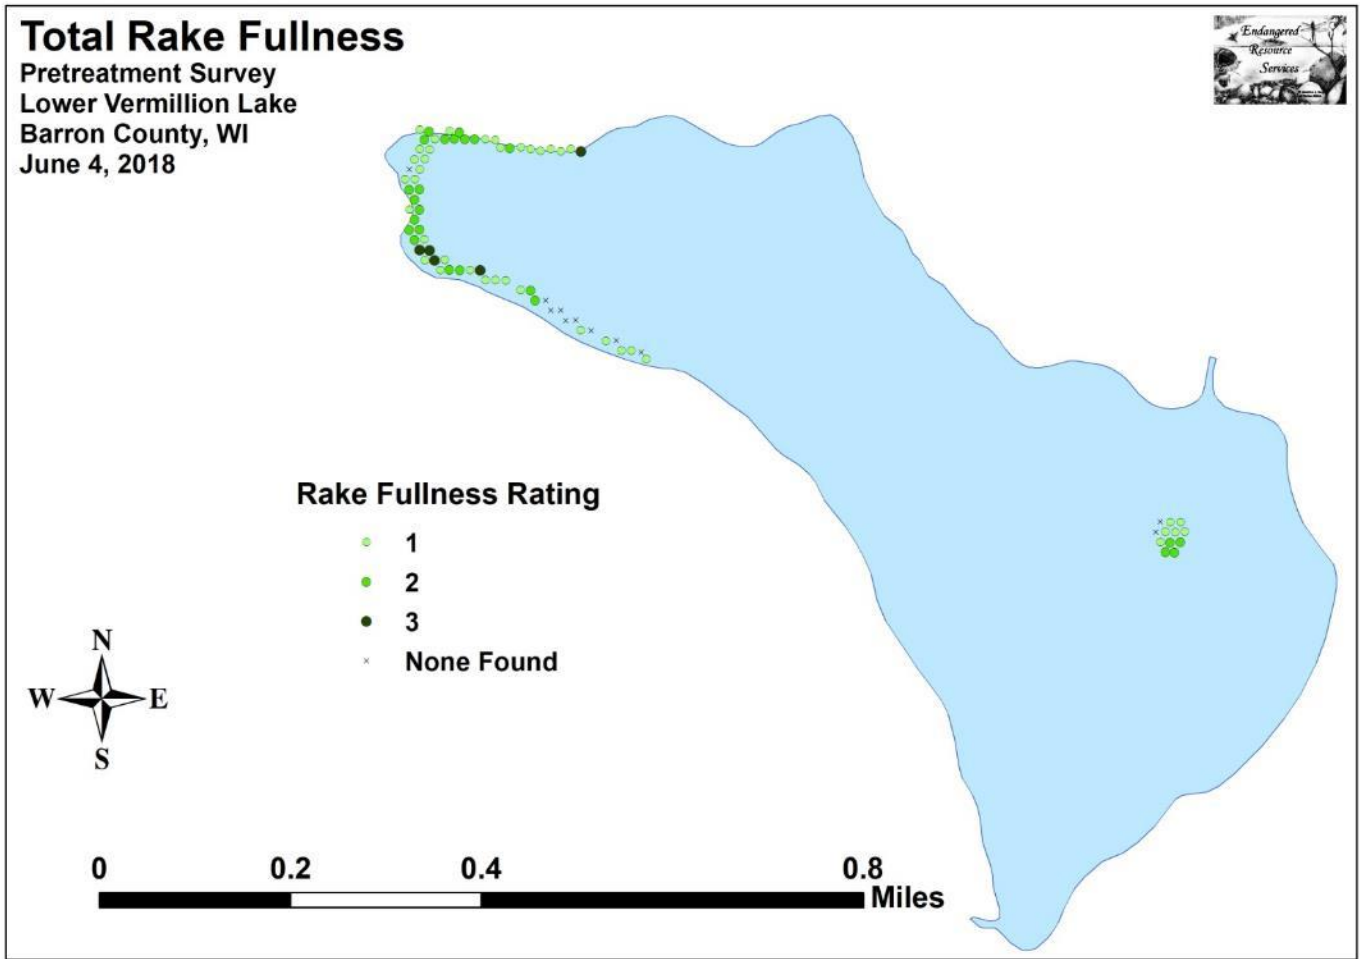 Total Rake Fullness
Pretreatment Survey
Lower Vermillion Lake
Barron County, WI
June 4, 2018
Endangered
Resource
Services
Rake Fullness Rating
1
2
3
None Found
N
W E
S
0 0.2 0.4 0.8
Miles